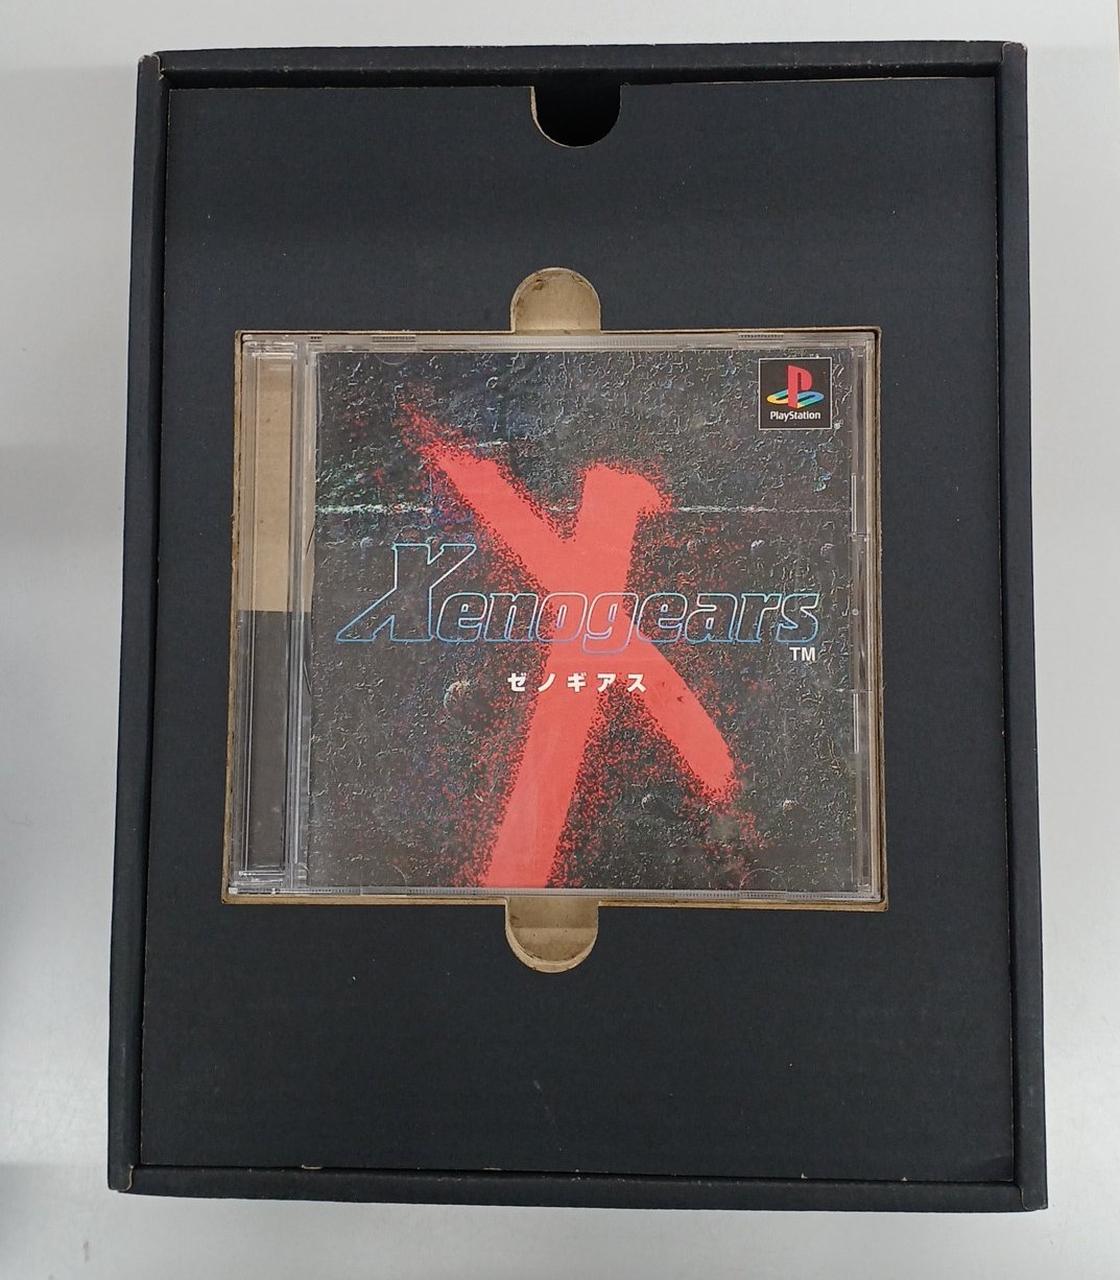 PlayStation
Xenogears
TM
ゼノギアス